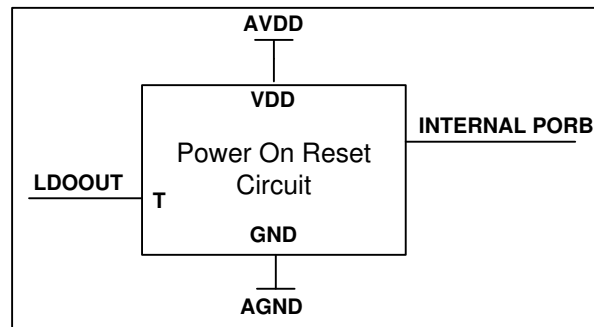 AVDD
VDD
INTERNAL PORB
Power On Reset
Circuit
LDOOUT
T
GND
AGND